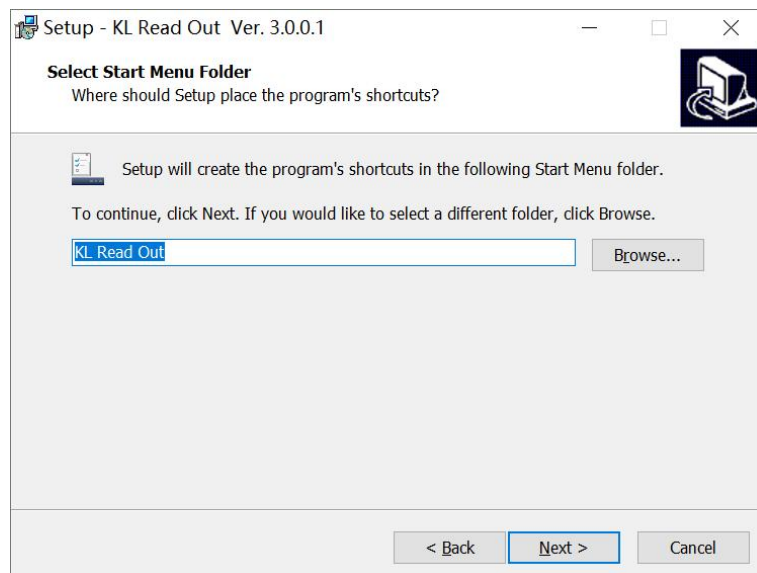 Setup - KL Read Out Ver. 3.0.0.1
Select Start Menu Folder
Where should Setup place the program's shortcuts?
Setup will create the program's shortcuts in the following Start Menu folder.
To continue, click Next. If you would like to select a different folder, click Browse.
KL Read Out
Browse...
< Back
Next >
Cancel